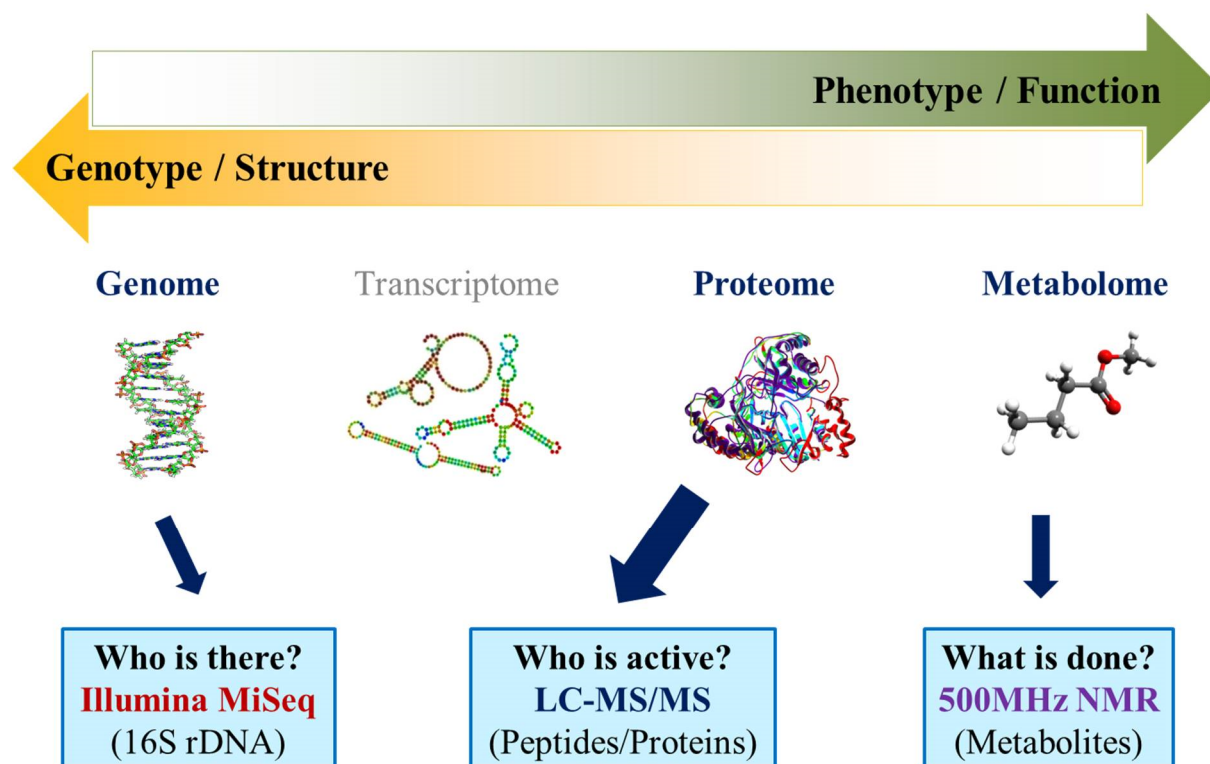 Phenotype / Function
Genotype / Structure
Genome
Transcriptome
Proteome
Metabolome
Who is there?
Illumina MiSeq
(16S rDNA)
Who is active?
LC-MS/MS
(Peptides/Proteins)
What is done?
500MHz NMR
(Metabolites)